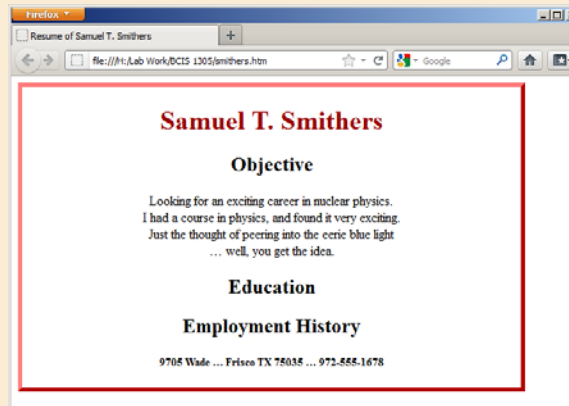 Firefox
Resume of Samuel T. Smithers
file:///H:/Lab Work/BCIS 1305/smithers.htm
Google
Samuel T. Smithers
Objective
Looking for an exciting career in nuclear physics.
I had a course in physics, and found it very exciting.
Just the thought of peering into the eerie blue light
… well, you get the idea.
Education
Employment History
9705 Wade … Frisco TX 75035 … 972-555-1678